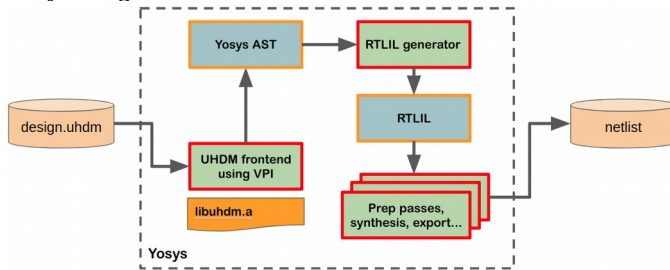 Yosys AST
RTLIL generator
design.uhdm
RTLIL
netlist
UHDM frontend
using VPI
libuhdm.a
Prep passes,
synthesis, export...
Yosys